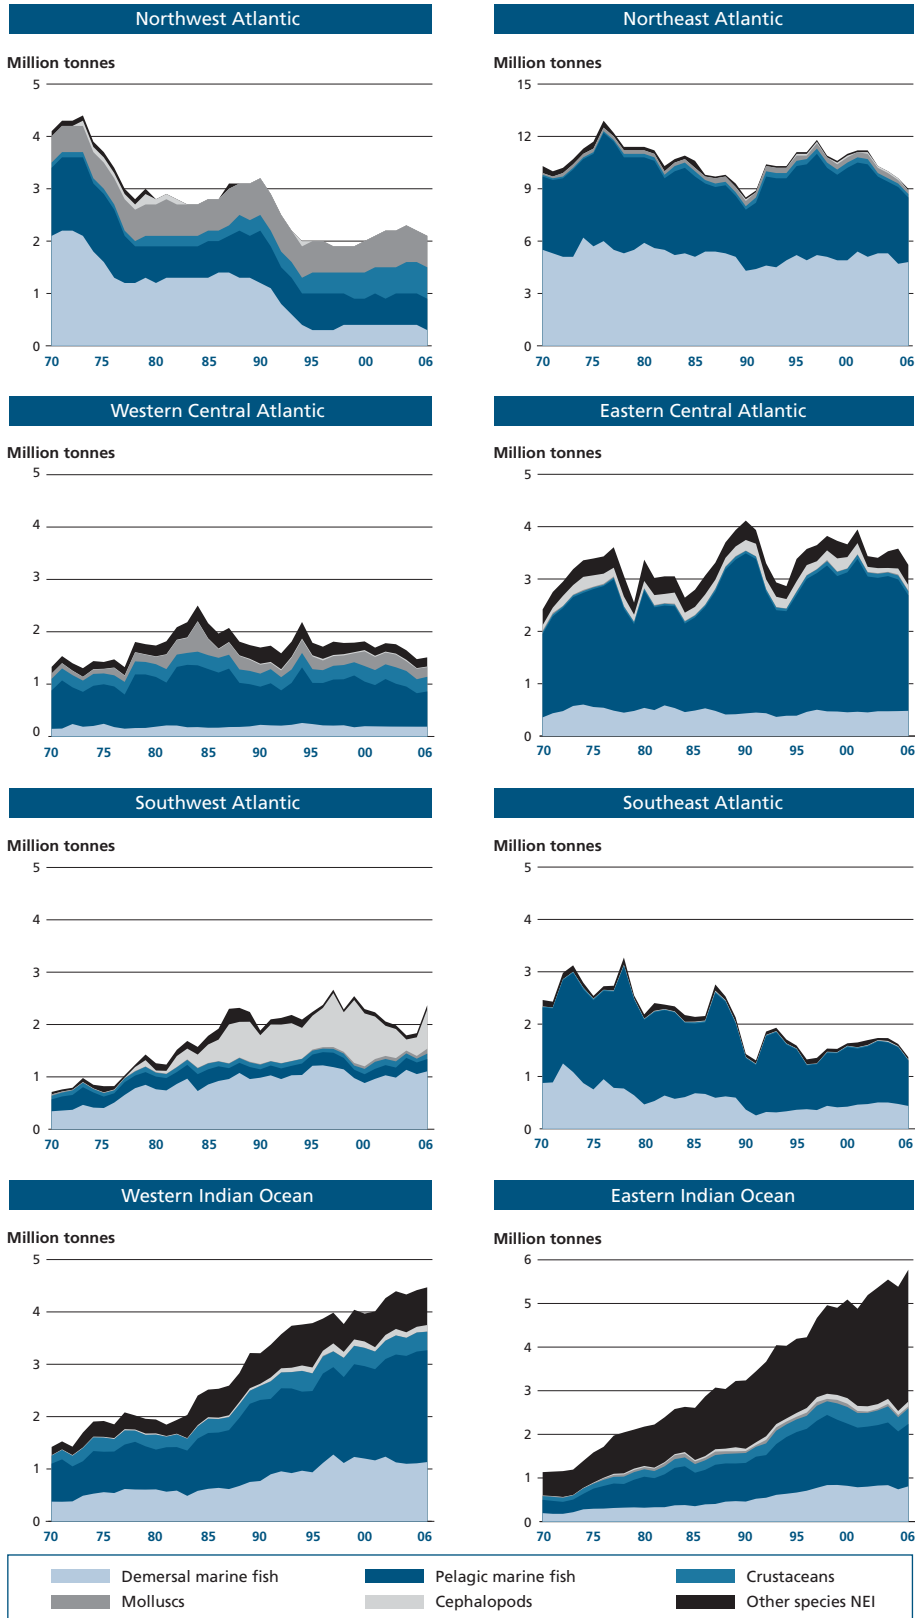 Northwest Atlantic
Million tonnes
5
4
3
2
1
0
70 75 80 85 90 95 00 06
Northeast Atlantic
Million tonnes
15
12
9
6
3
0
70 75 80 85 90 95 00 06
Western Central Atlantic
Million tonnes
5
4
3
2
1
0
70 75 80 85 90 95 00 06
Eastern Central Atlantic
Million tonnes
5
4
3
2
1
0
70 75 80 85 90 95 00 06
Southwest Atlantic
Million tonnes
5
4
3
2
1
0
70 75 80 85 90 95 00 06
Southeast Atlantic
Million tonnes
5
4
3
2
1
0
70 75 80 85 90 95 00 06
Western Indian Ocean
Million tonnes
5
4
3
2
1
0
70 75 80 85 90 95 00 06
Eastern Indian Ocean
Million tonnes
6
5
4
3
2
1
0
70 75 80 85 90 95 00 06
Demersal marine fish Pelagic marine fish Crustaceans
Molluscs Cephalopods Other species NEI